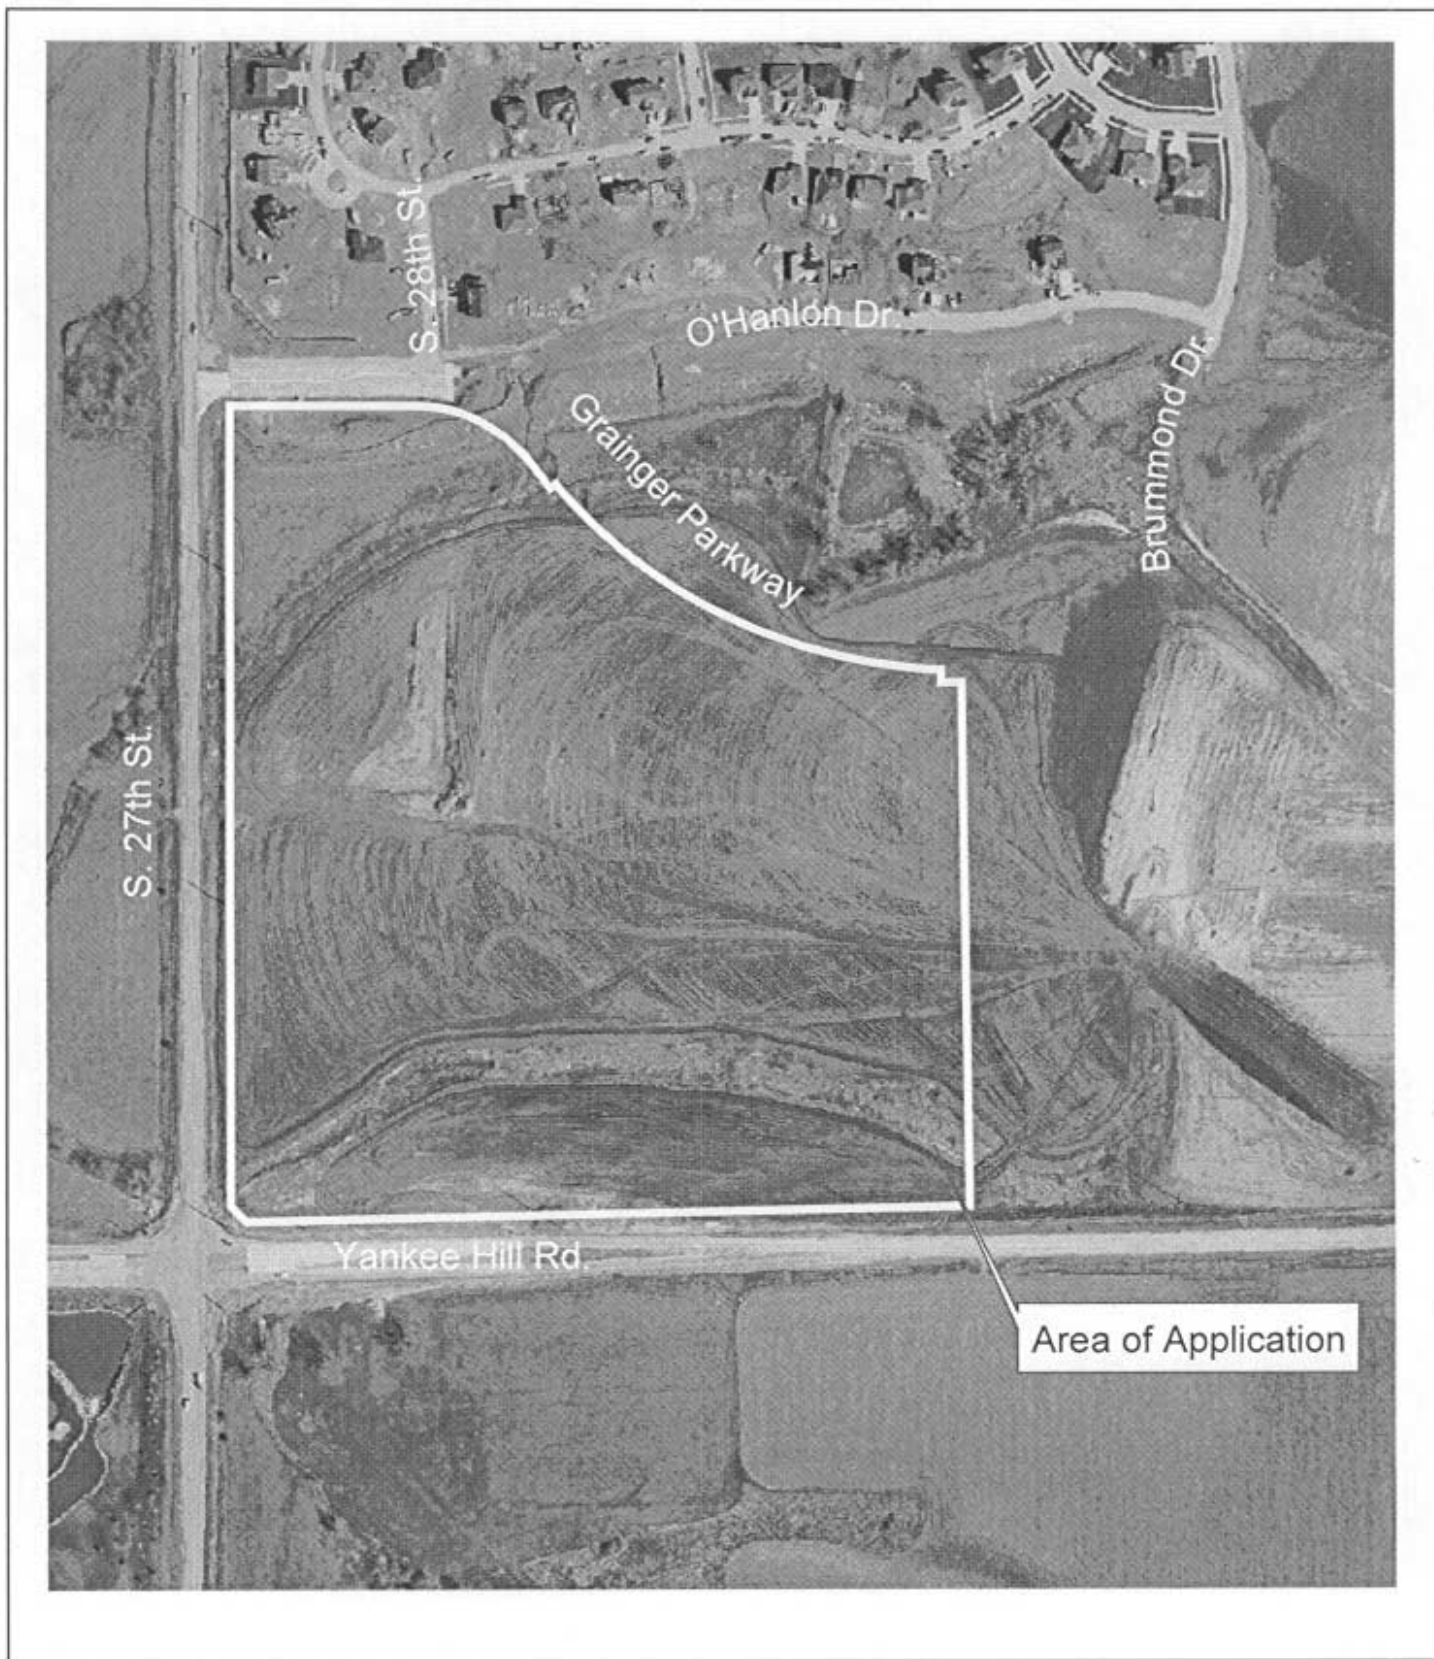 S. 28th St.
O'Hanlon Dr.
Grainger Parkway
Brummond Dr.
S. 27th St.
Yankee Hill Rd.
Area of Application